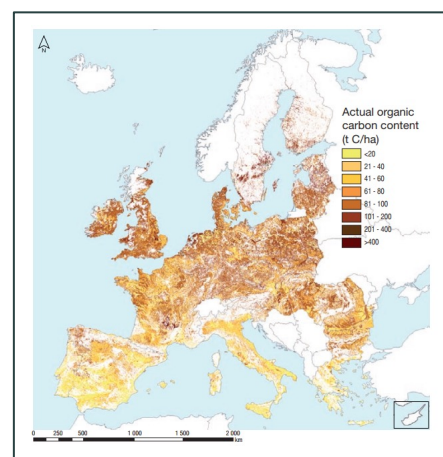 N
Actual organic
carbon content
(t C/ha)
<20
21 - 40
41 - 60
61 - 80
81 - 100
101 - 200
201 - 400
>400
0 250 500 1 000 1 500 2 000
km